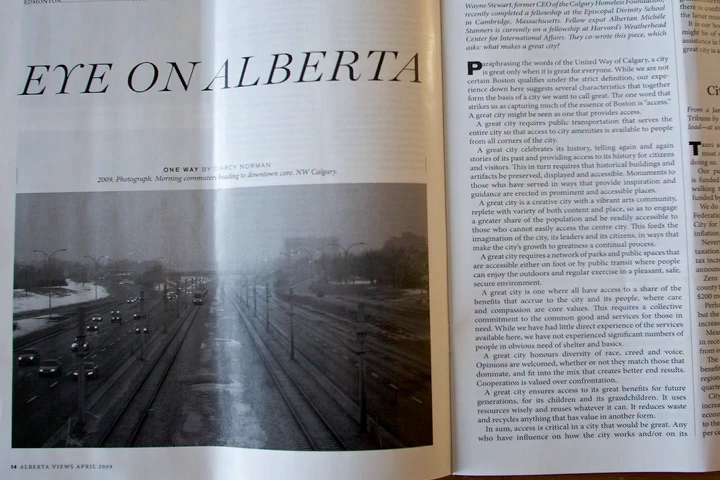 EDMONTON
EYE ON ALBERTA
ONE WAY BY D'ARCY NORMAN
2009. Photograph. Morning commuters heading to downtown core. NW Calgary.
14 ALBERTA VIEWS APRIL 2009
Wayne Stewart, former CEO of the Calgary Homeless Foundation,
recently completed a fellowship at the Episcopal Divinity School
in Cambridge, Massachusetts. Fellow expat Albertan Michèle
Stanners is currently on a fellowship at Harvard's Weatherhead
Center for International Affairs. They co-wrote this piece, which
asks: what makes a great city?
Paraphrasing the words of the United Way of Calgary, a city
is great only when it is great for everyone. While we are not
certain Boston qualifies under the strict definition, our expe-
rience down here suggests several characteristics that together
form the basis of a city we want to call great. The one word that
strikes us as capturing much of the essence of Boston is "access."
A great city might be seen as one that provides access.
A great city requires public transportation that serves the
entire city so that access to city amenities is available to people
from all corners of the city.
A great city celebrates its history, telling again and again
stories of its past and providing access to its history for citizens
and visitors. This in turn requires that historical buildings and
artifacts be preserved, displayed and accessible. Monuments to
those who have served in ways that provide inspiration and
guidance are erected in prominent and accessible places.
A great city is a creative city with a vibrant arts community,
replete with variety of both content and place, so as to engage
a greater share of the population and be readily accessible to
those who cannot easily access the centre city. This feeds the
imagination of the city, its leaders and its citizens, in ways that
make the city's growth to greatness a continual process.
A great city requires a network of parks and public spaces that
are accessible either on foot or by public transit where people
can enjoy the outdoors and regular exercise in a pleasant, safe,
secure environment.
A great city is one where all have access to a share of the
benefits that accrue to the city and its people, where care
and compassion are core values. This requires a collective
commitment to the common good and services for those in
need. While we have had little direct experience of the services
available here, we have not experienced significant numbers of
people in obvious need of shelter and basics.
A great city honours diversity of race, creed and voice.
Opinions are welcomed, whether or not they match those that
dominate, and fit into the mix that creates better end results.
Cooperation is valued over confrontation.
A great city ensures access to its great benefits for future
generations, for its children and its grandchildren. It uses
resources wisely and reuses whatever it can. It reduces waste
and recycles anything that has value in another form.
In sum, access is critical in a city that would be great. Any
who have influence on how the city works and/or on its